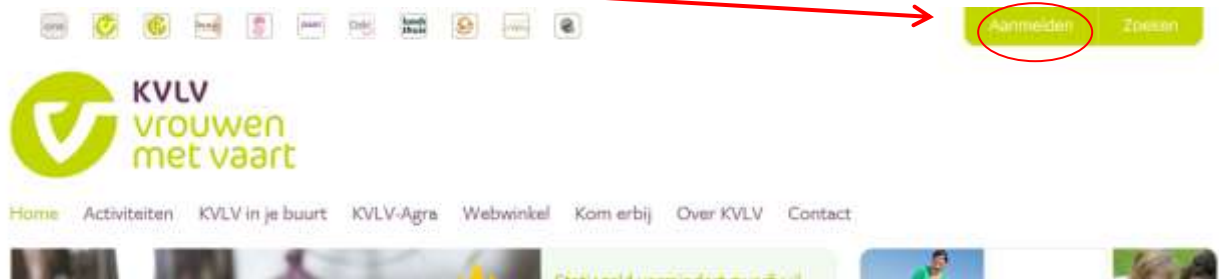 Aanmelden Zoeken
KVLV
vrouwen
met vaart
Home Activiteiten KVLV in je buurt KVLV-Agra Webwinkel Kom erbij Over KVLV Contact